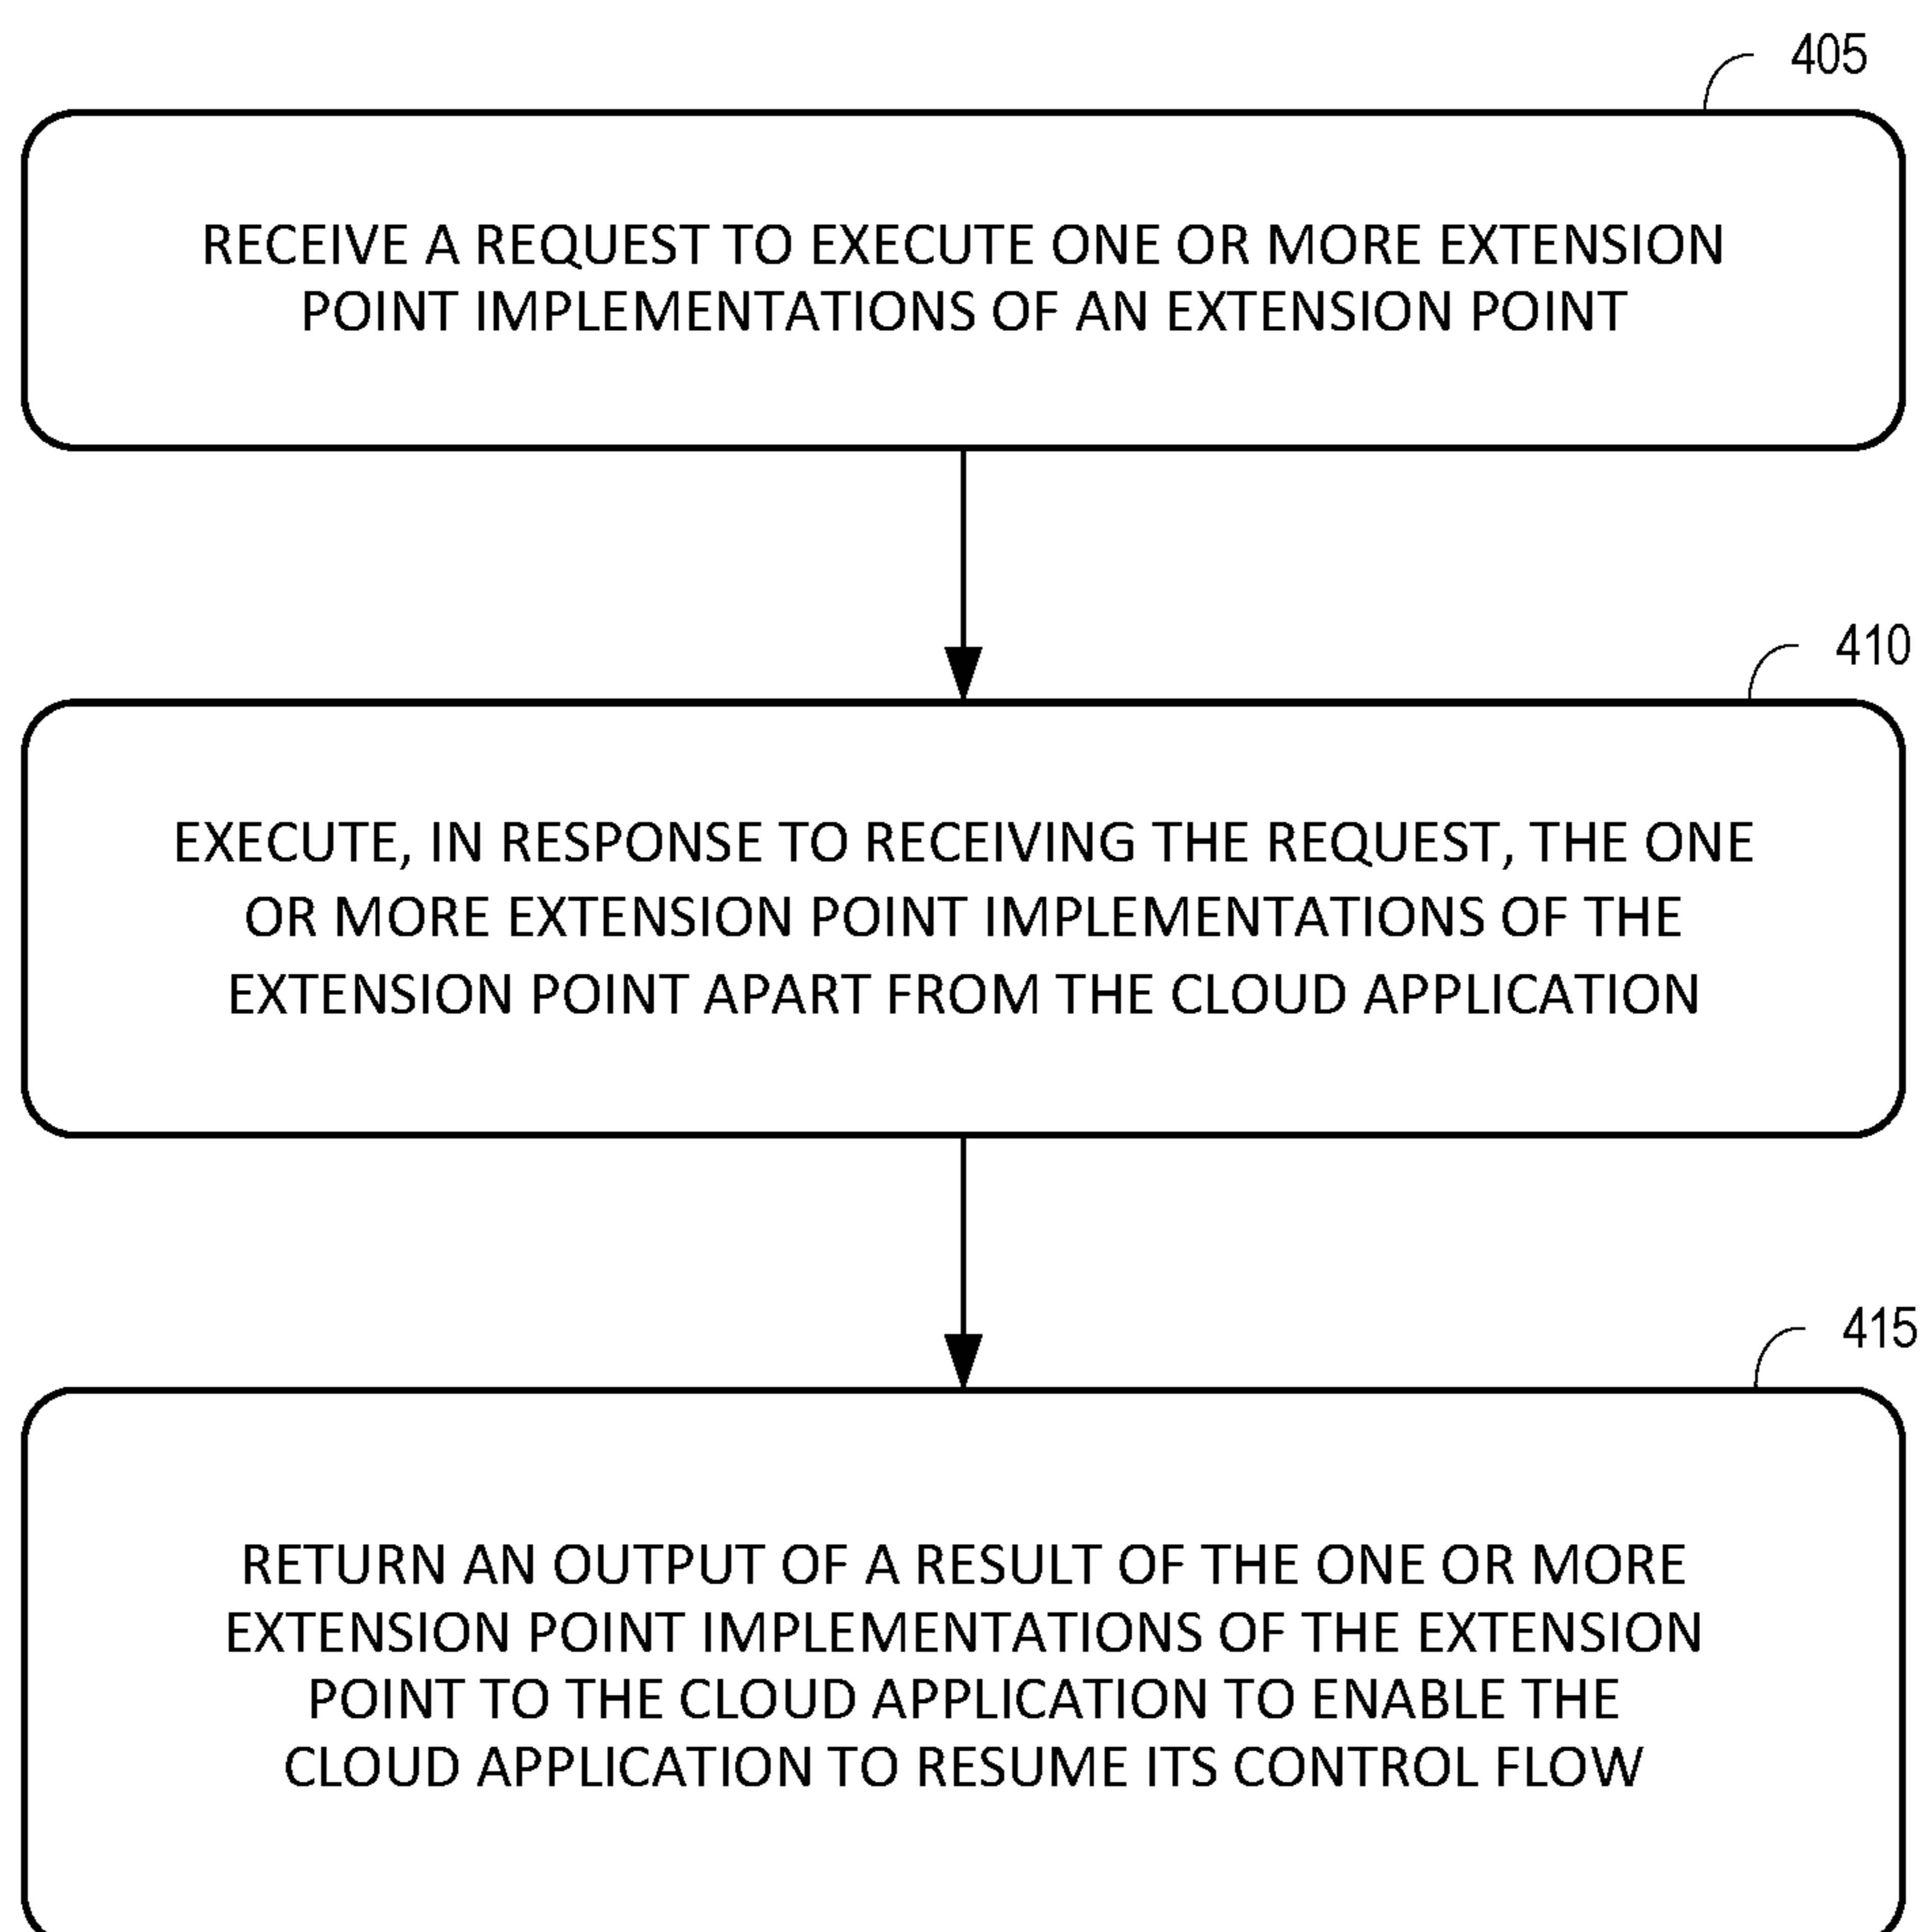 405
RECEIVE A REQUEST TO EXECUTE ONE OR MORE EXTENSION
POINT IMPLEMENTATIONS OF AN EXTENSION POINT
410
EXECUTE, IN RESPONSE TO RECEIVING THE REQUEST, THE ONE
OR MORE EXTENSION POINT IMPLEMENTATIONS OF THE
EXTENSION POINT APART FROM THE CLOUD APPLICATION
415
RETURN AN OUTPUT OF A RESULT OF THE ONE OR MORE
EXTENSION POINT IMPLEMENTATIONS OF THE EXTENSION
POINT TO THE CLOUD APPLICATION TO ENABLE THE
CLOUD APPLICATION TO RESUME ITS CONTROL FLOW